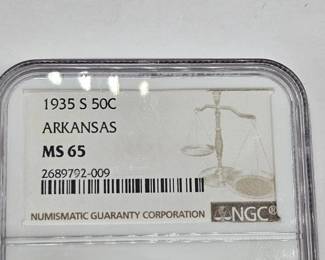 1935 S 50C
ARKANSAS
MS 65
2689792-009
NUMISMATIC GUARANTY CORPORATION NGC®